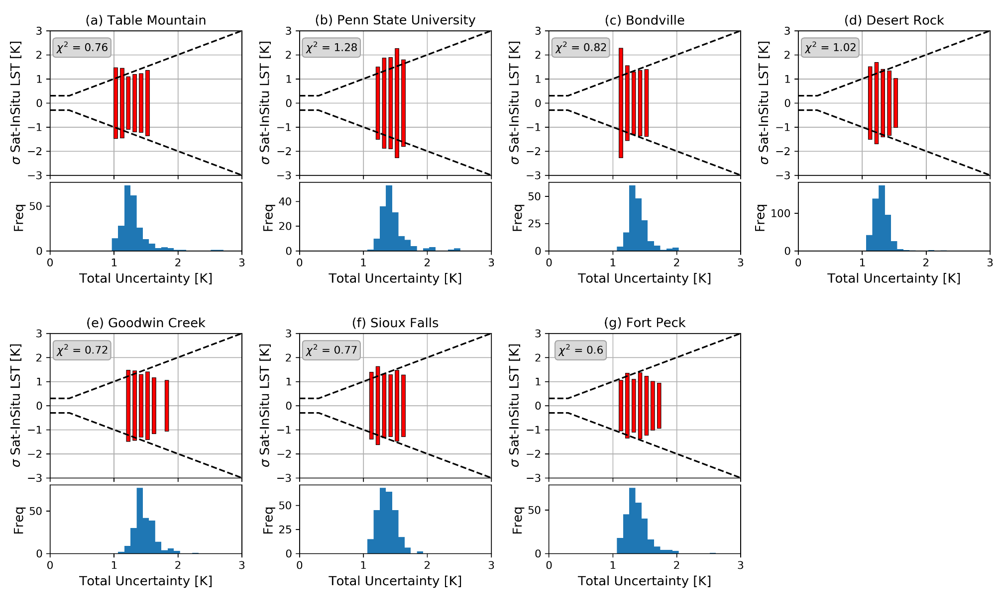 (a) Table Mountain
χ² = 0.76
σ Sat-InSitu LST [K]
3
2
1
0
−1
−2
−3
Freq
50
0
0 1 2 3
Total Uncertainty [K]
(b) Penn State University
χ² = 1.28
σ Sat-InSitu LST [K]
3
2
1
0
−1
−2
−3
Freq
40
20
0
0 1 2 3
Total Uncertainty [K]
(c) Bondville
χ² = 0.82
σ Sat-InSitu LST [K]
3
2
1
0
−1
−2
−3
Freq
50
25
0
0 1 2 3
Total Uncertainty [K]
(d) Desert Rock
χ² = 1.02
σ Sat-InSitu LST [K]
3
2
1
0
−1
−2
−3
Freq
100
0
0 1 2 3
Total Uncertainty [K]
(e) Goodwin Creek
χ² = 0.72
σ Sat-InSitu LST [K]
3
2
1
0
−1
−2
−3
Freq
50
0
0 1 2 3
Total Uncertainty [K]
(f) Sioux Falls
χ² = 0.77
σ Sat-InSitu LST [K]
3
2
1
0
−1
−2
−3
Freq
50
25
0
0 1 2 3
Total Uncertainty [K]
(g) Fort Peck
χ² = 0.6
σ Sat-InSitu LST [K]
3
2
1
0
−1
−2
−3
Freq
50
0
0 1 2 3
Total Uncertainty [K]